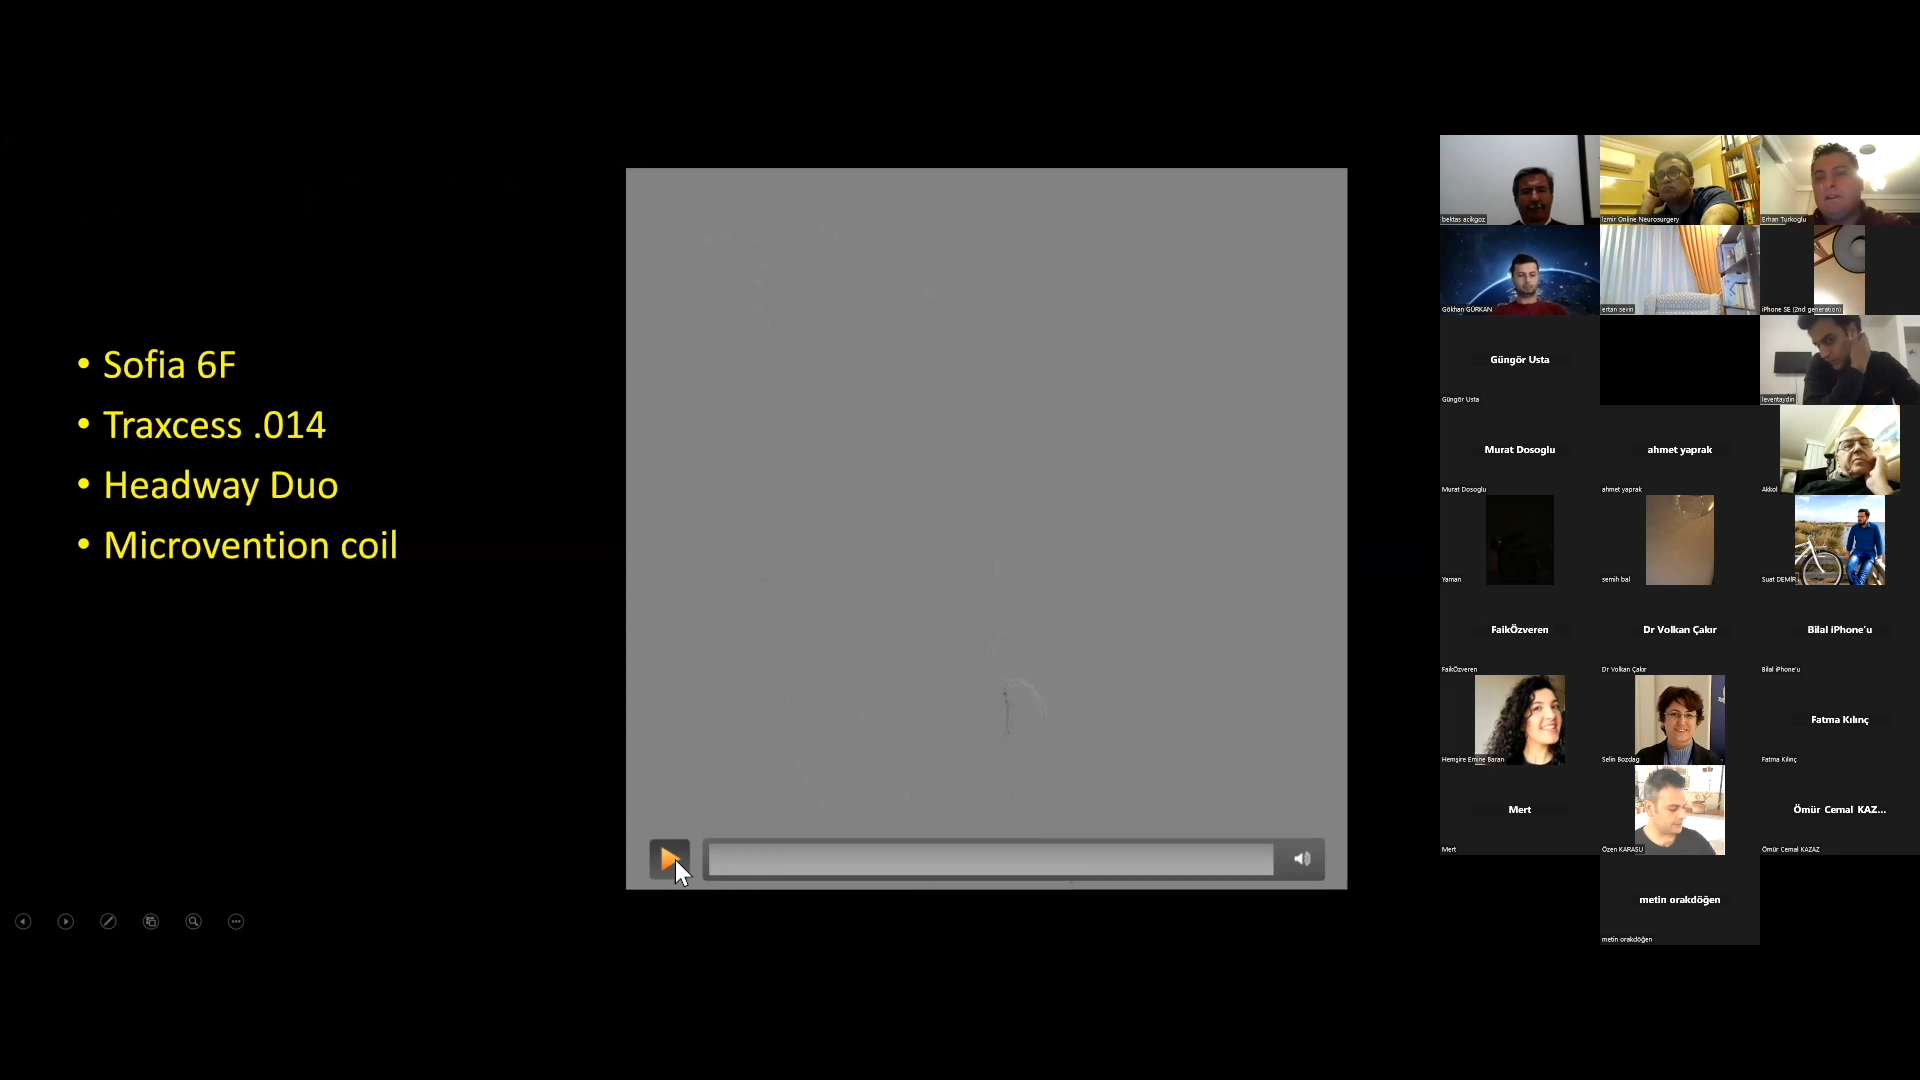 • Sofia 6F
• Traxcess .014
• Headway Duo
• Microvention coil
bektas acikgoz
Izmir Online Neurosurgery
Erhan Turkoglu
Gökhan GÜRKAN
ertan sevin
iPhone SE (2nd generation)
Güngör Usta
Güngör Usta
leventaydin
Murat Dosoglu
ahmet yaprak
Murat Dosoglu
ahmet yaprak
Akkol
Yaman
semih bal
Suat DEMİR
FaikÖzveren
Dr Volkan Çakır
Bilal iPhone'u
FaikÖzveren
Dr Volkan Çakır
Bilal iPhone'u
Fatma Kılınç
Hemşire Emine Baran
Selin Bozdag
Fatma Kılınç
Mert
Ömür Cemal KAZ...
Mert
Özen KARASU
Ömür Cemal KAZAZ
metin orakdöğen
metin orakdöğen